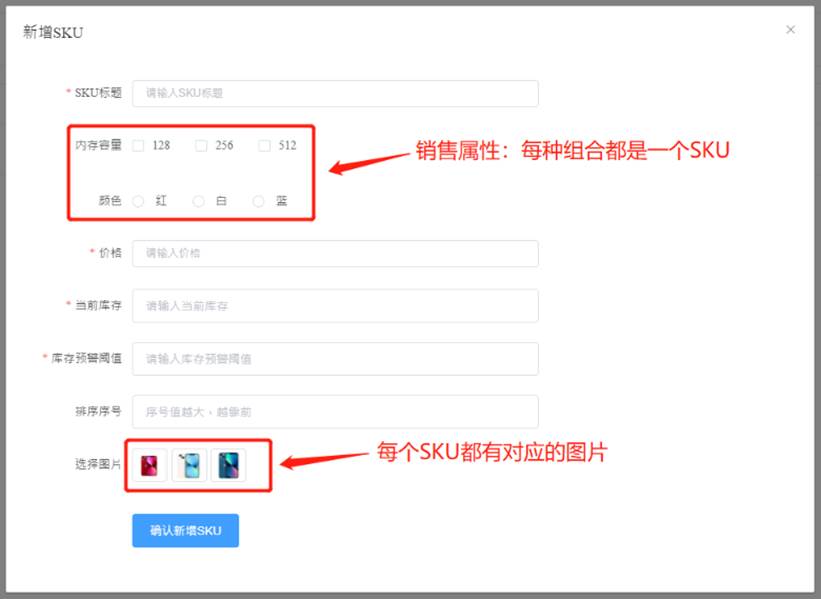 新增SKU
* SKU标题 请输入SKU标题
内存容量 128 256 512
销售属性：每种组合都是一个SKU
颜色 红 白 蓝
* 价格 请输入价格
* 当前库存 请输入当前库存
* 库存预警阈值 请输入库存预警阈值
排序序号 序号值越大、越靠前
每个SKU都有对应的图片
选择图片
确认新增SKU